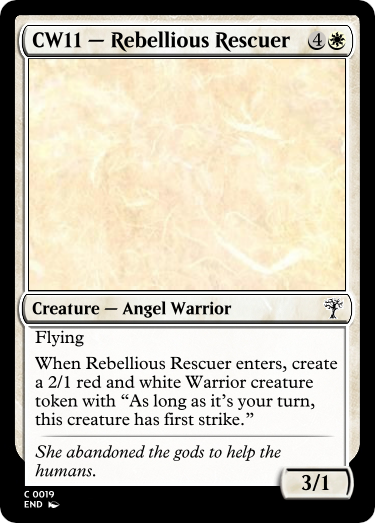 CW11 — Rebellious Rescuer 4
Creature — Angel Warrior
Flying
When Rebellious Rescuer enters, create
a 2/1 red and white Warrior creature
token with “As long as it’s your turn,
this creature has first strike.”
She abandoned the gods to help the
humans.
3/1
C 0019
END